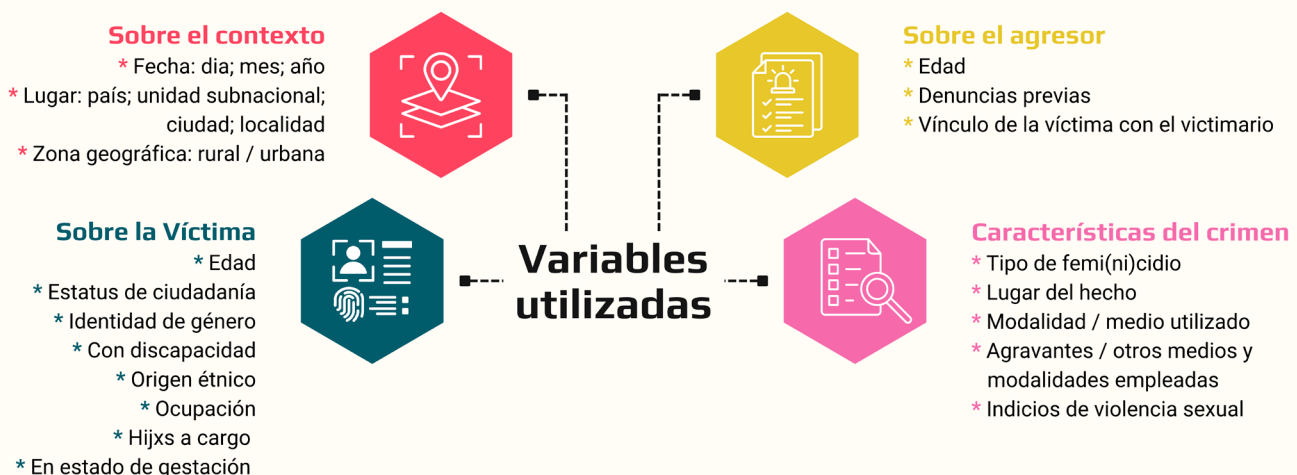 Sobre el contexto
* Fecha: dia; mes; año
* Lugar: país; unidad subnacional;
ciudad; localidad
* Zona geográfica: rural / urbana
Sobre el agresor
* Edad
* Denuncias previas
* Vínculo de la víctima con el victimario
Variables
utilizadas
Sobre la Víctima
* Edad
* Estatus de ciudadanía
* Identidad de género
* Con discapacidad
* Origen étnico
* Ocupación
* Hijxs a cargo
* En estado de gestación
Características del crimen
* Tipo de femi(ni)cidio
* Lugar del hecho
* Modalidad / medio utilizado
* Agravantes / otros medios y
modalidades empleadas
* Indicios de violencia sexual